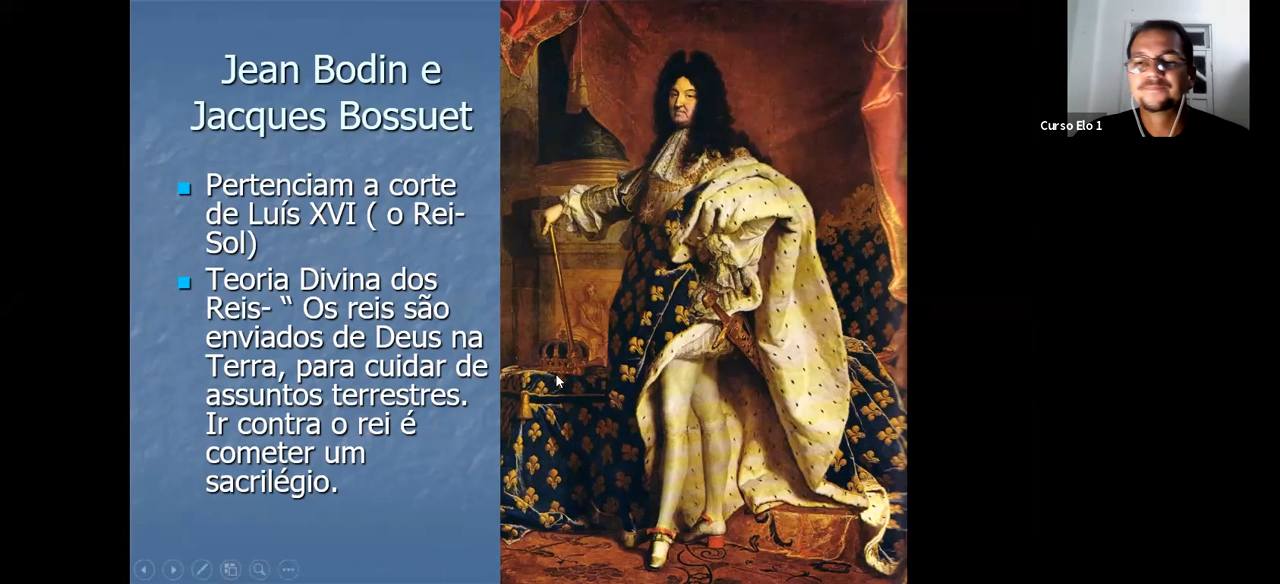 Jean Bodin e
Jacques Bossuet
Pertenciam a corte
de Luís XVI ( o Rei-
Sol)
Teoria Divina dos
Reis- “ Os reis são
enviados de Deus na
Terra, para cuidar de
assuntos terrestres.
Ir contra o rei é
cometer um
sacrilégio.
Curso Elo 1